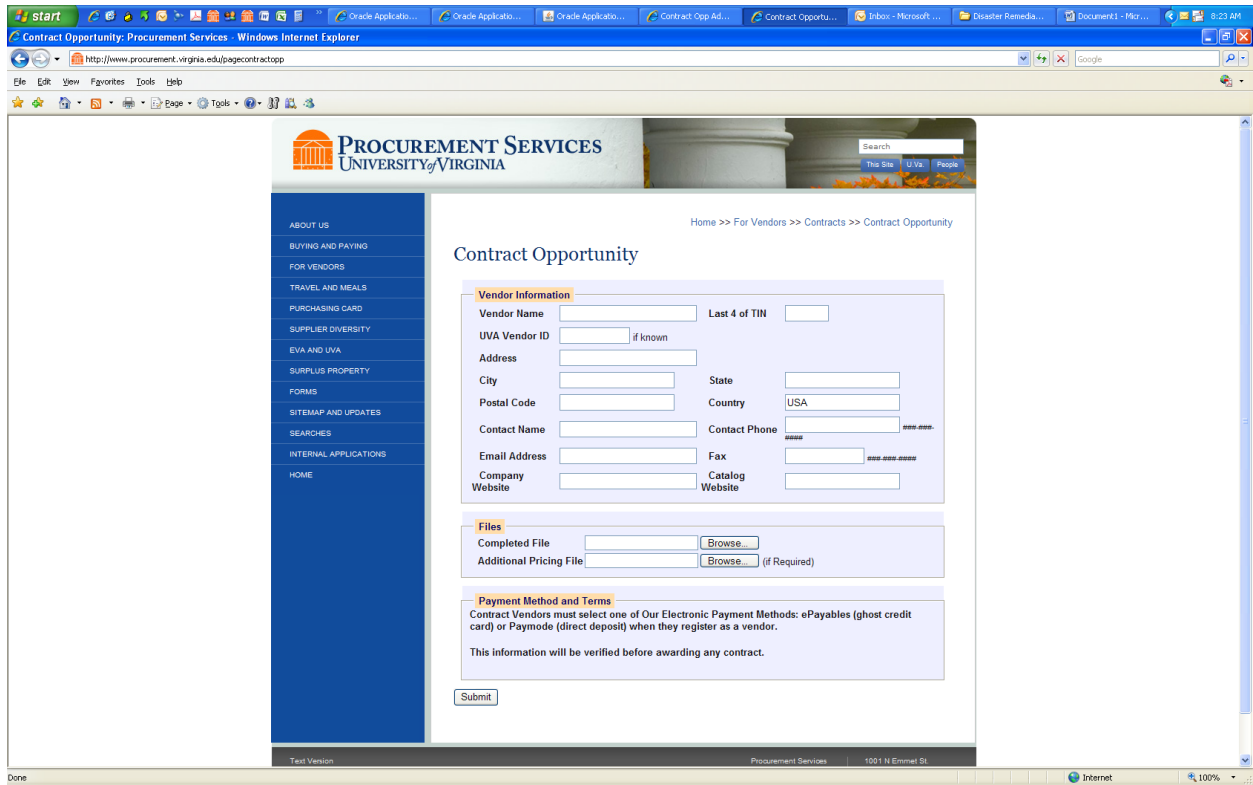 start
Oracle Applicatio...
Oracle Applicatio...
Oracle Applicatio...
Contract Opp Ad...
Contract Opportu...
Inbox - Microsoft ...
Disaster Remedia...
Document1 - Micr...
8:23 AM
Contract Opportunity: Procurement Services - Windows Internet Explorer
http://www.procurement.virginia.edu/pagecontractopp
Google
File Edit View Favorites Tools Help
Page Tools
PROCUREMENT SERVICES
UNIVERSITY of VIRGINIA
Search
This Site U.Va. People
ABOUT US
BUYING AND PAYING
FOR VENDORS
TRAVEL AND MEALS
PURCHASING CARD
SUPPLIER DIVERSITY
EVA AND UVA
SURPLUS PROPERTY
FORMS
SITEMAP AND UPDATES
SEARCHES
INTERNAL APPLICATIONS
HOME
Home >> For Vendors >> Contracts >> Contract Opportunity
Contract Opportunity
Vendor Information
Vendor Name Last 4 of TIN
UVA Vendor ID if known
Address
City State
Postal Code Country USA
Contact Name Contact Phone ###-###-
####
Email Address Fax ###-###-####
Company Catalog
Website Website
Files
Completed File Browse...
Additional Pricing File Browse... (if Required)
Payment Method and Terms
Contract Vendors must select one of Our Electronic Payment Methods: ePayables (ghost credit
card) or Paymode (direct deposit) when they register as a vendor.
This information will be verified before awarding any contract.
Submit
Text Version Procurement Services 1001 N Emmet St.
Done Internet 100%